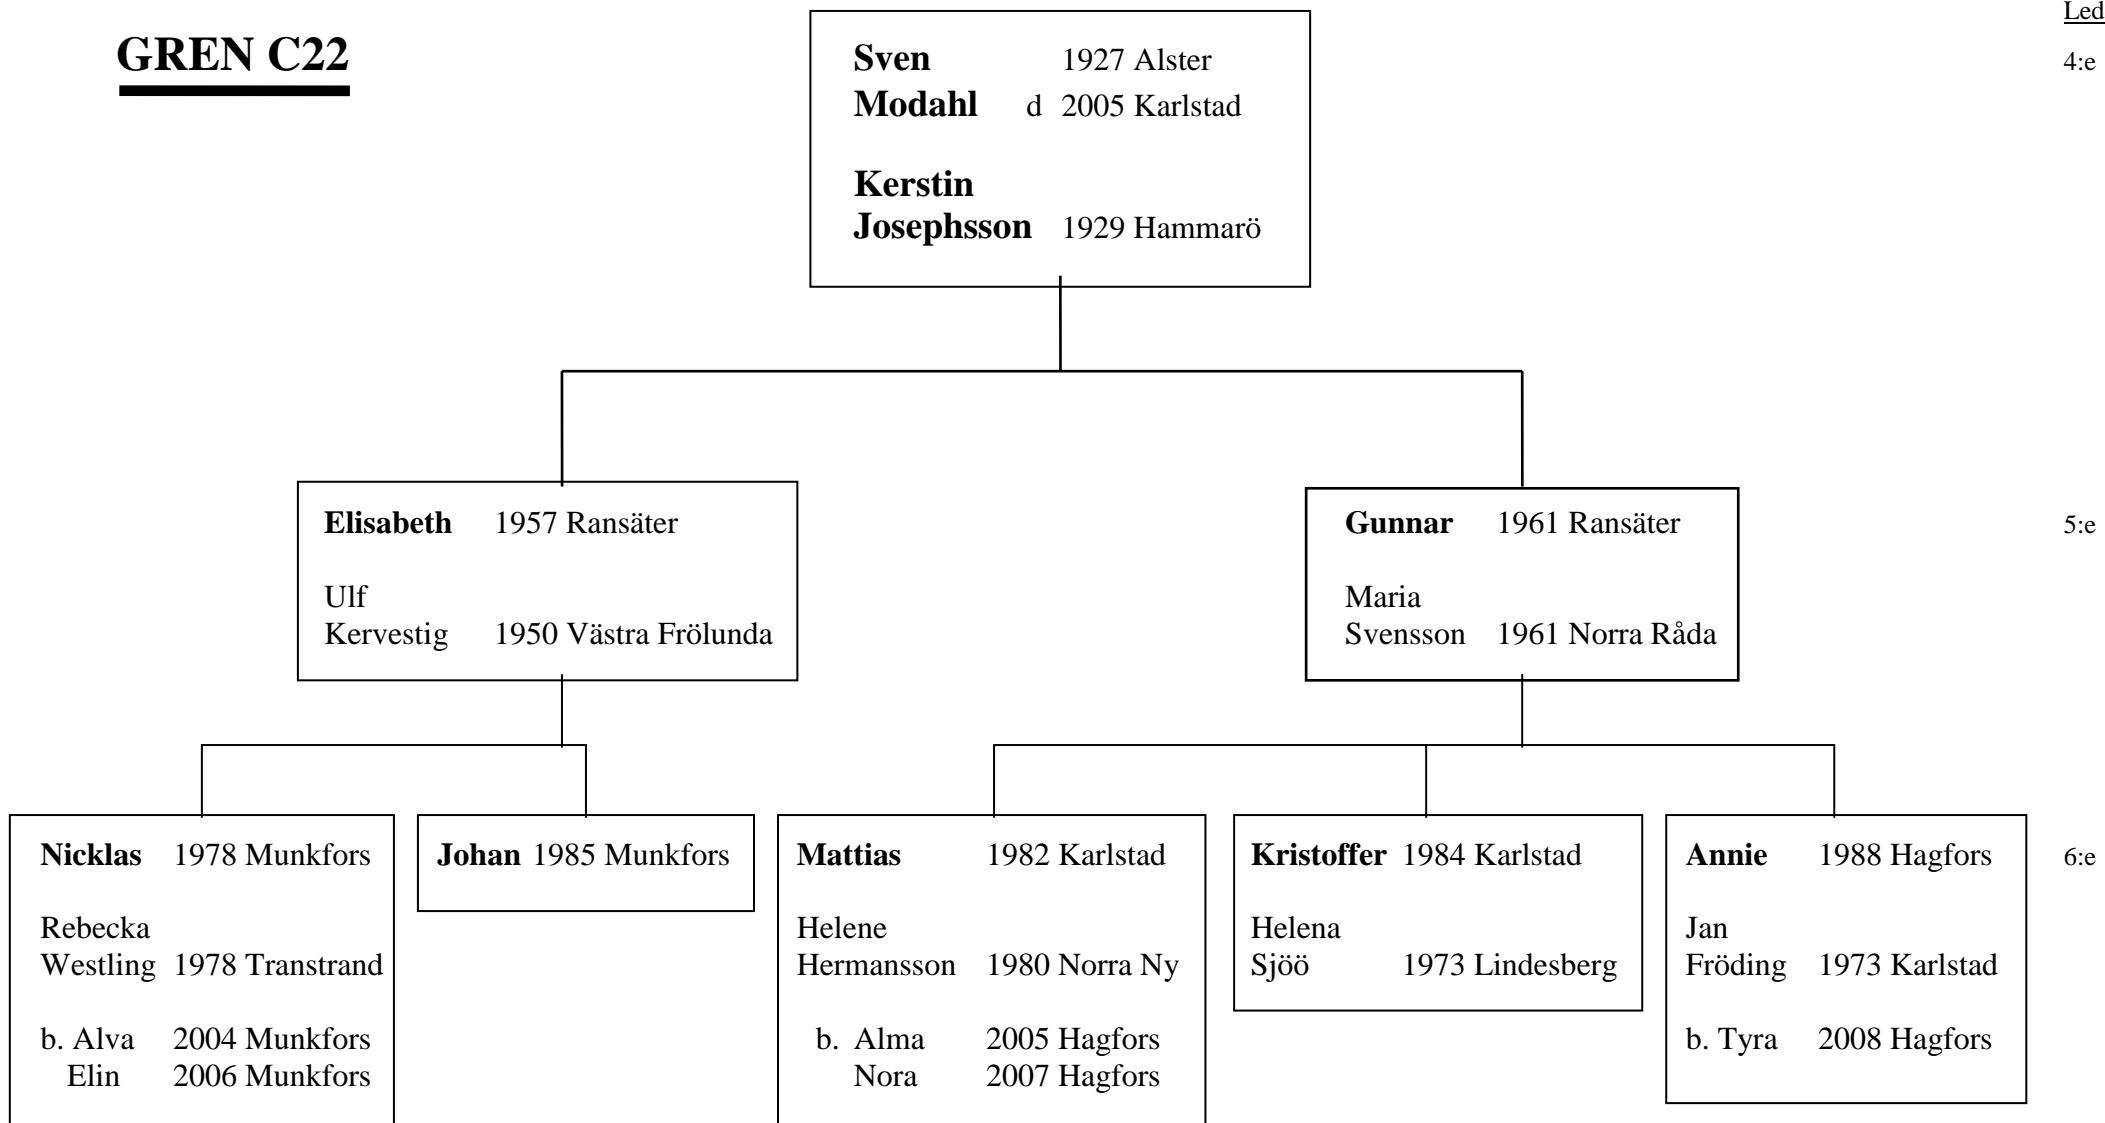 Led
GREN C22
Sven 1927 Alster
4:e
Modahl d 2005 Karlstad
Kerstin
Josephsson 1929 Hammarö
Elisabeth 1957 Ransäter
Ulf
Kervestig 1950 Västra Frölunda
Gunnar 1961 Ransäter
Maria
Svensson 1961 Norra Råda
5:e
Nicklas 1978 Munkfors
Rebecka
Westling 1978 Transtrand
b. Alva 2004 Munkfors
Elin 2006 Munkfors
Johan 1985 Munkfors
Mattias 1982 Karlstad
Helene
Hermansson 1980 Norra Ny
b. Alma 2005 Hagfors
Nora 2007 Hagfors
Kristoffer 1984 Karlstad
Helena
Sjöö 1973 Lindesberg
Annie 1988 Hagfors
Jan
Fröding 1973 Karlstad
b. Tyra 2008 Hagfors
6:e